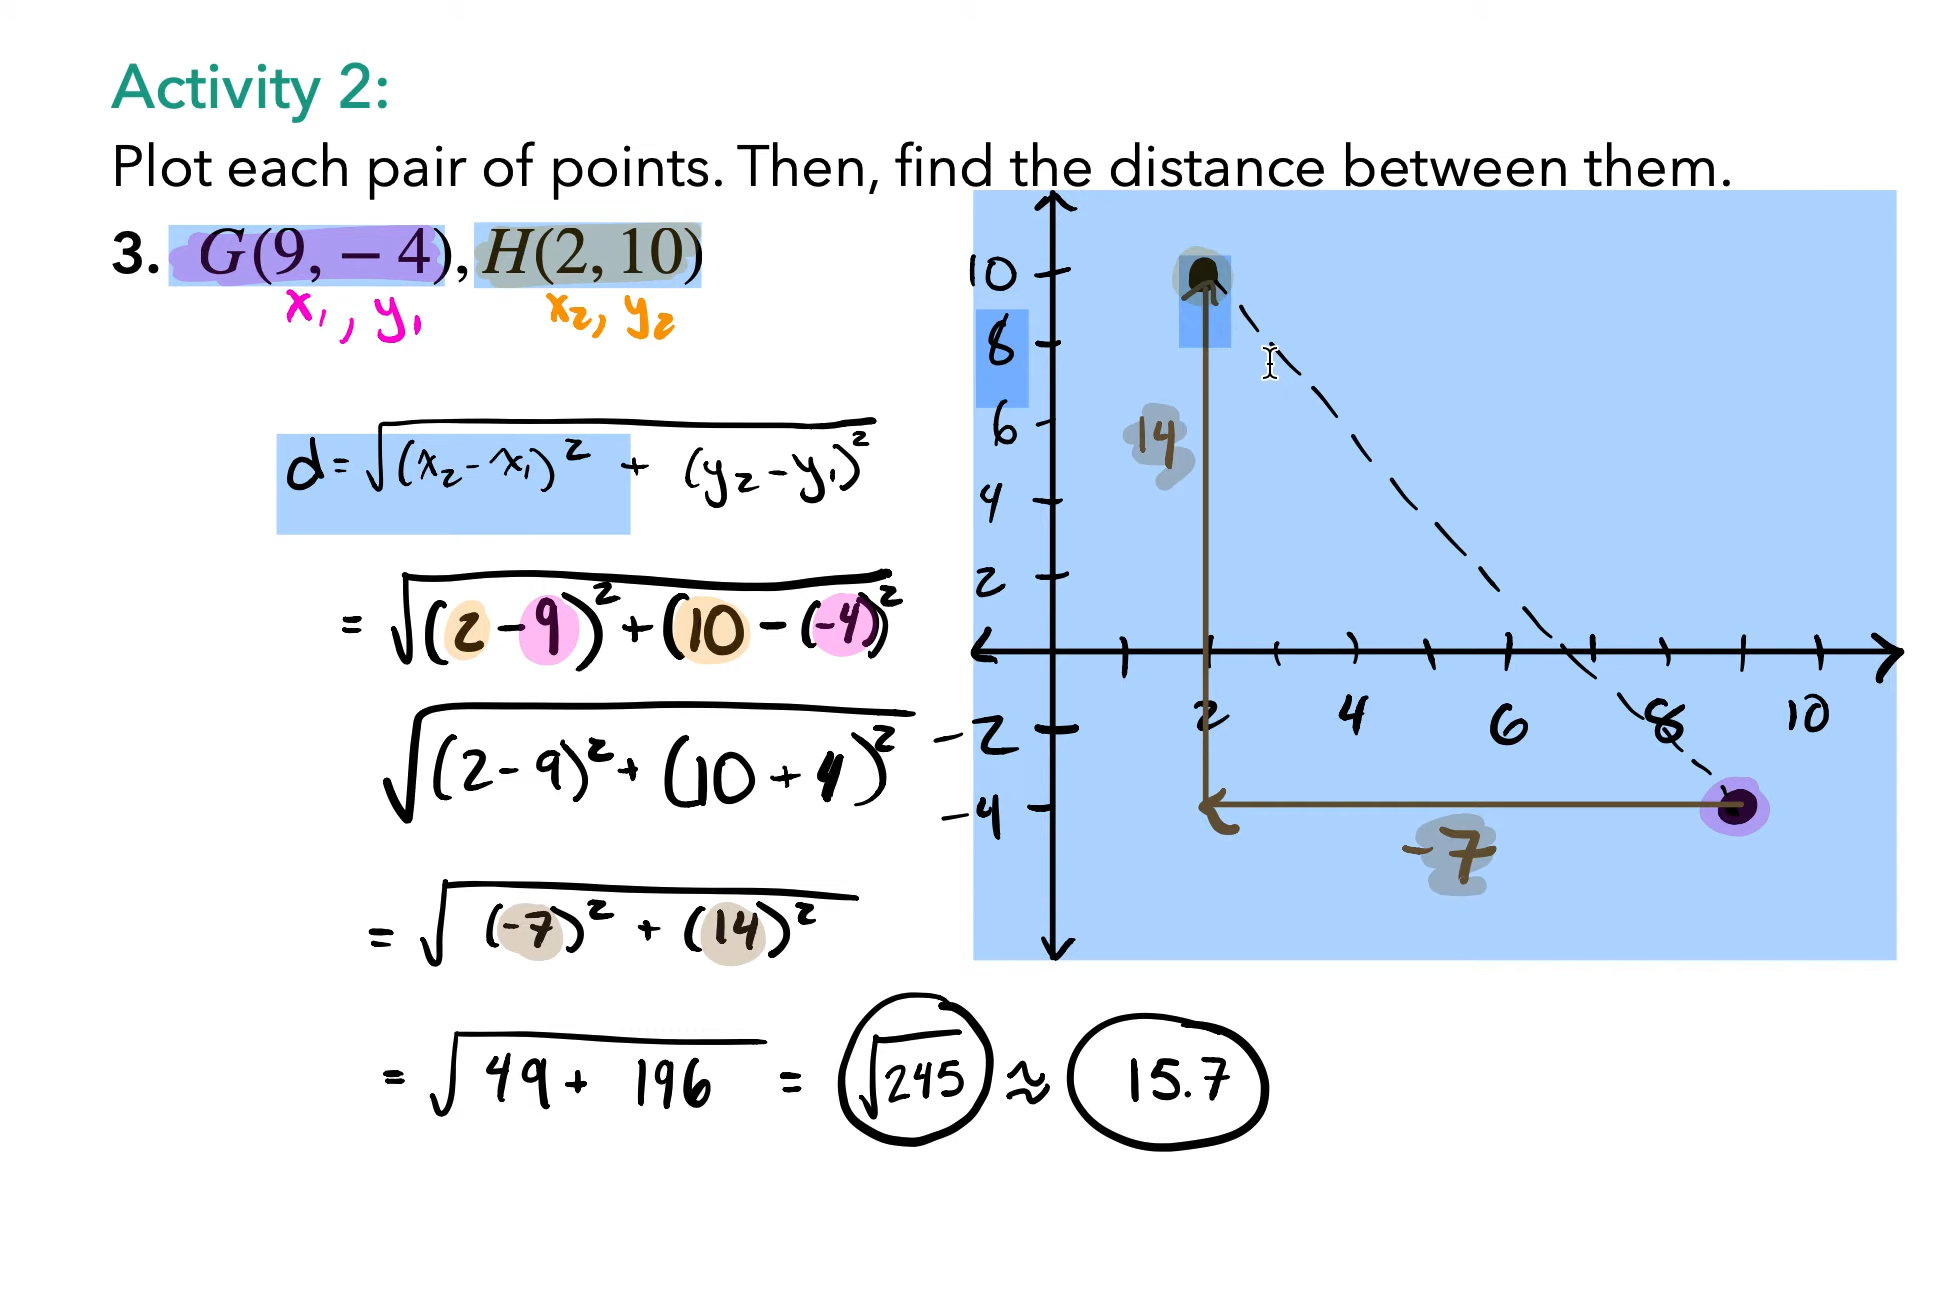 Activity 2:
Plot each pair of points. Then, find the distance between them.
3. G(9, − 4), H(2, 10)
x₁, y₁ x₂, y₂
d = √((x₂ - x₁)² + (y₂ - y₁)²
= √((2 - 9)² + (10 - (-4))²
√((2 - 9)² + (10 + 4)²
= √((-7)² + (14)²
= √(49 + 196) = √245 ≈ 15.7
10
8
6
4
2
-2
-4
2 4 6 8 10
14
-7